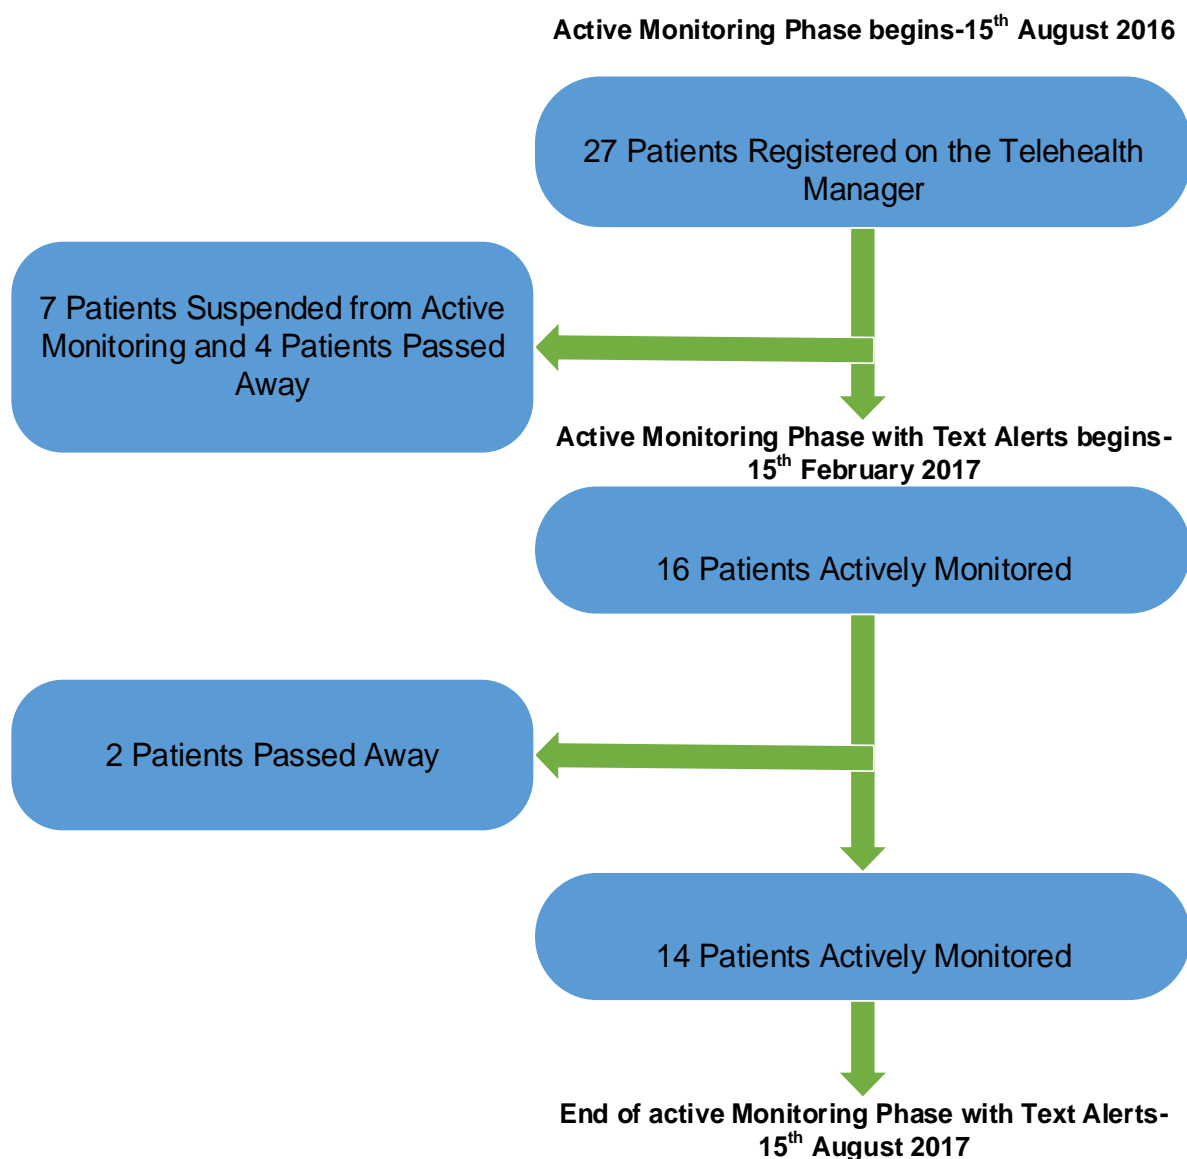 Active Monitoring Phase begins-15th August 2016
27 Patients Registered on the Telehealth
Manager
7 Patients Suspended from Active
Monitoring and 4 Patients Passed
Away
Active Monitoring Phase with Text Alerts begins-
15th February 2017
16 Patients Actively Monitored
2 Patients Passed Away
14 Patients Actively Monitored
End of active Monitoring Phase with Text Alerts-
15th August 2017